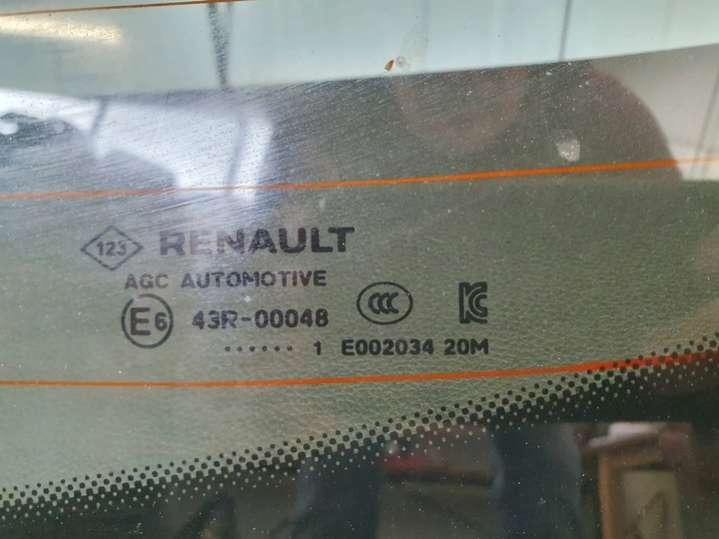 123 RENAULT
AGC AUTOMOTIVE
E6 43R-00048 CCC KC
...... 1 E002034 20M